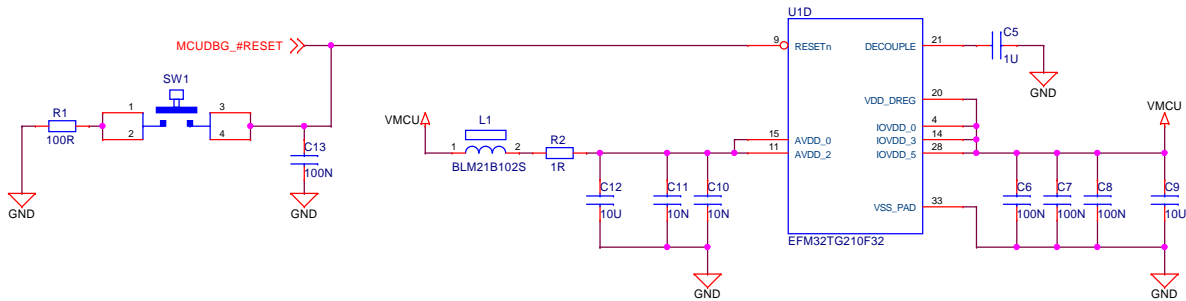 U1D
MCUDBG_#RESET
9
RESETn
DECOUPLE
21
C5
1U
GND
SW1
R1
100R
1
2
3
4
C13
100N
GND
GND
VMCU
L1
1
2
BLM21B102S
R2
1R
15
11
AVDD_0
AVDD_2
VDD_DREG
IOVDD_0
IOVDD_3
IOVDD_5
20
4
14
28
VMCU
C12
10U
C11
10N
C10
10N
GND
VSS_PAD
33
C6
100N
C7
100N
C8
100N
C9
10U
GND
EFM32TG210F32